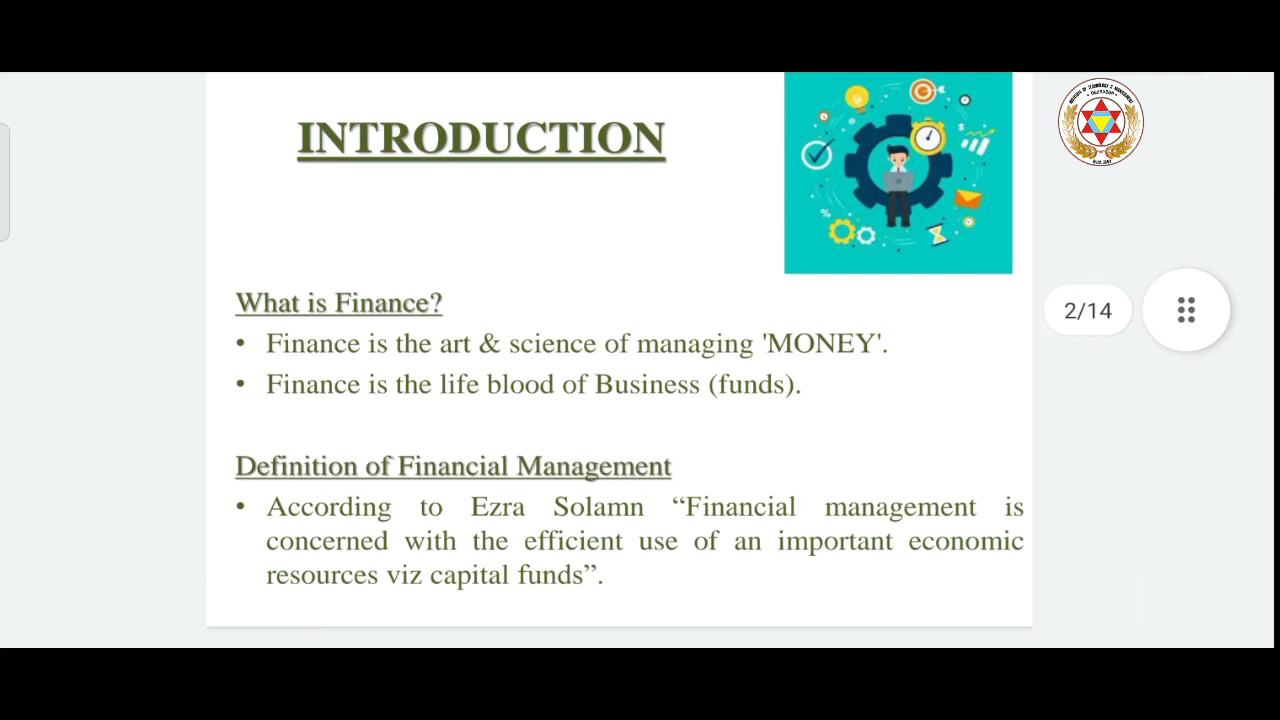 INTRODUCTION
What is Finance?
• Finance is the art & science of managing 'MONEY'.
• Finance is the life blood of Business (funds).
Definition of Financial Management
• According to Ezra Solamn “Financial management is
concerned with the efficient use of an important economic
resources viz capital funds”.
2/14